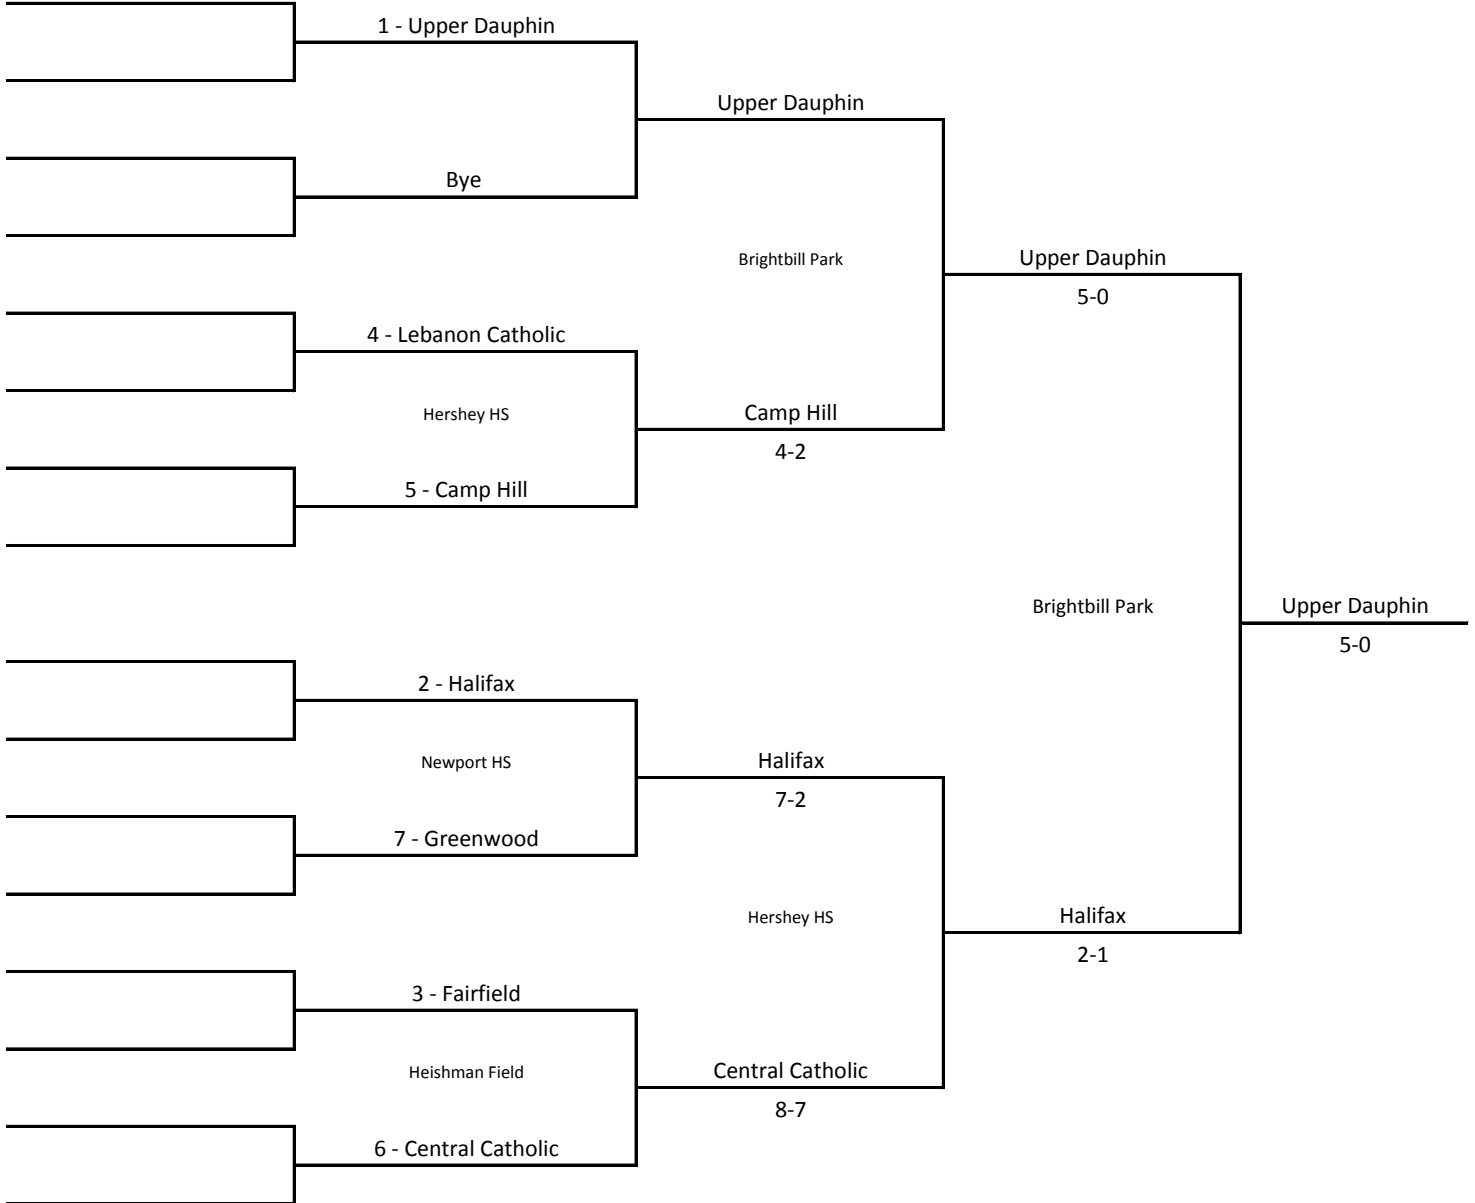 1 - Upper Dauphin
Upper Dauphin
Bye
Brightbill Park
Upper Dauphin
5-0
4 - Lebanon Catholic
Hershey HS
Camp Hill
4-2
5 - Camp Hill
Brightbill Park
Upper Dauphin
5-0
2 - Halifax
Newport HS
Halifax
7-2
7 - Greenwood
Hershey HS
Halifax
2-1
3 - Fairfield
Heishman Field
Central Catholic
8-7
6 - Central Catholic